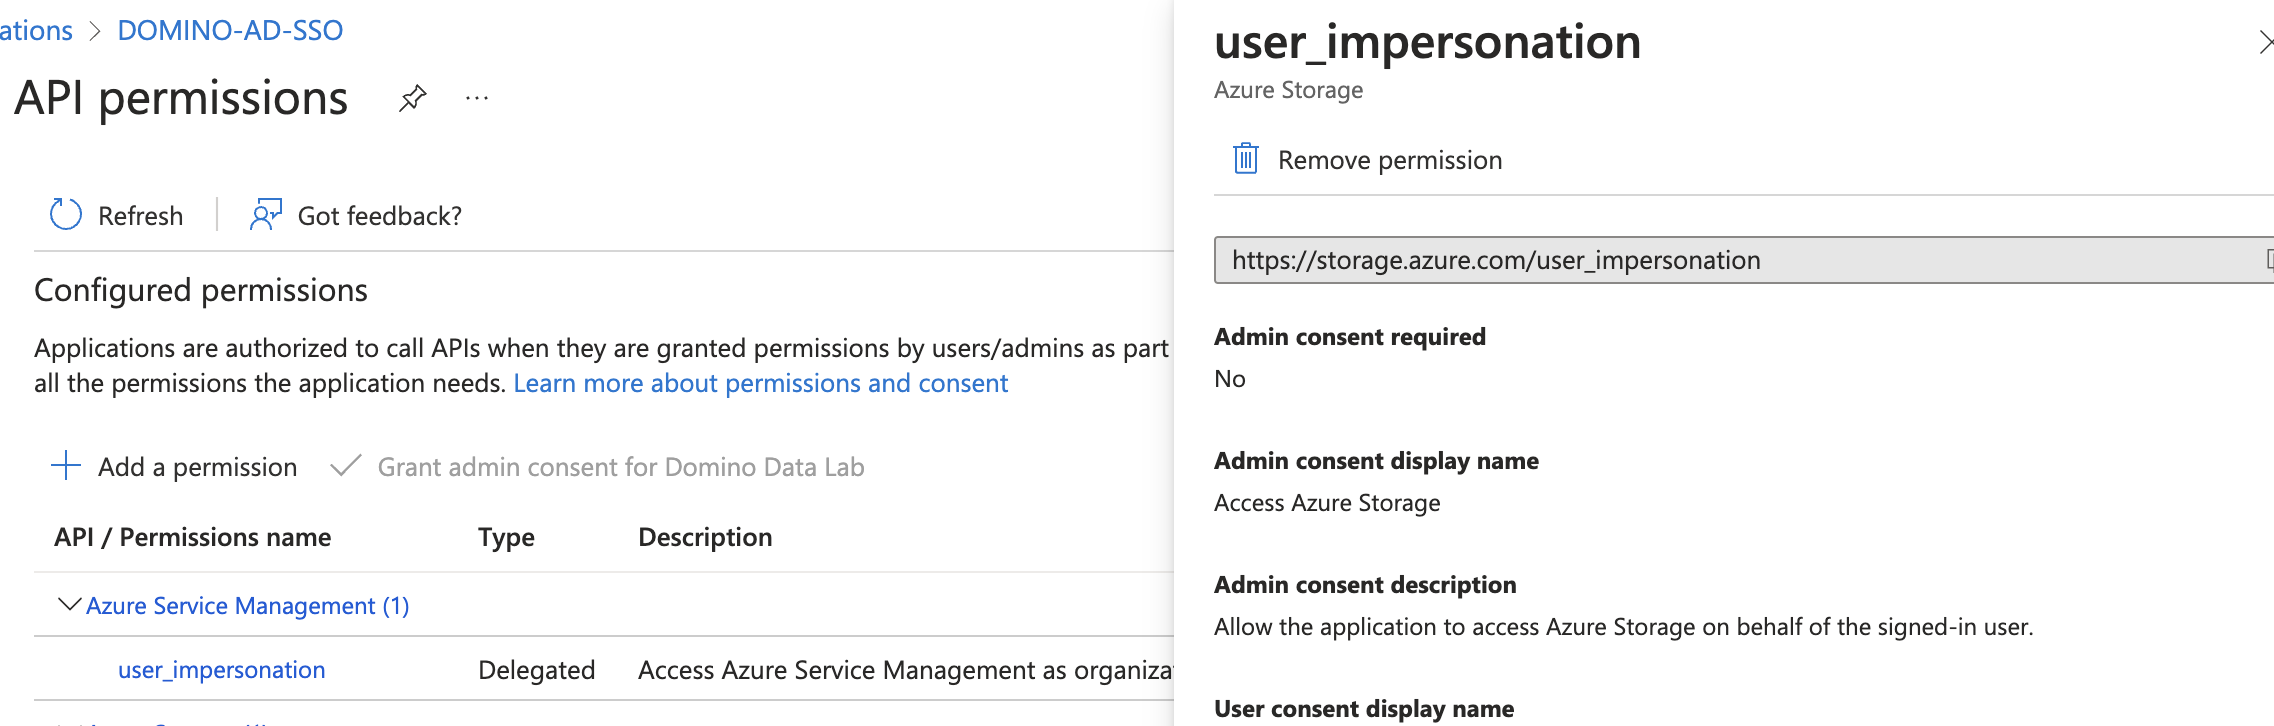 ations > DOMINO-AD-SSO
API permissions
Refresh
Got feedback?
Configured permissions
Applications are authorized to call APIs when they are granted permissions by users/admins as part
all the permissions the application needs. Learn more about permissions and consent
Add a permission
Grant admin consent for Domino Data Lab
API / Permissions name Type Description
Azure Service Management (1)
user_impersonation Delegated Access Azure Service Management as organiza
user_impersonation
Azure Storage
Remove permission
https://storage.azure.com/user_impersonation
Admin consent required
No
Admin consent display name
Access Azure Storage
Admin consent description
Allow the application to access Azure Storage on behalf of the signed-in user.
User consent display name